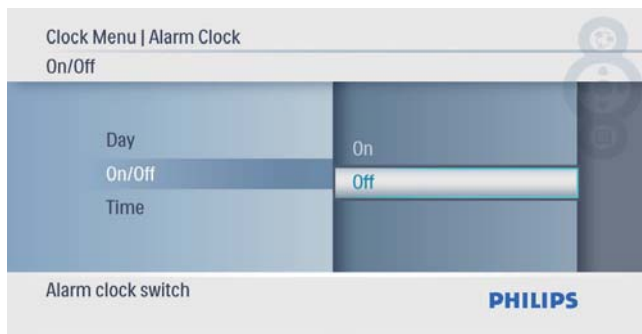 Clock Menu | Alarm Clock
On/Off
Day
On/Off
Time
On
Off
Alarm clock switch
PHILIPS